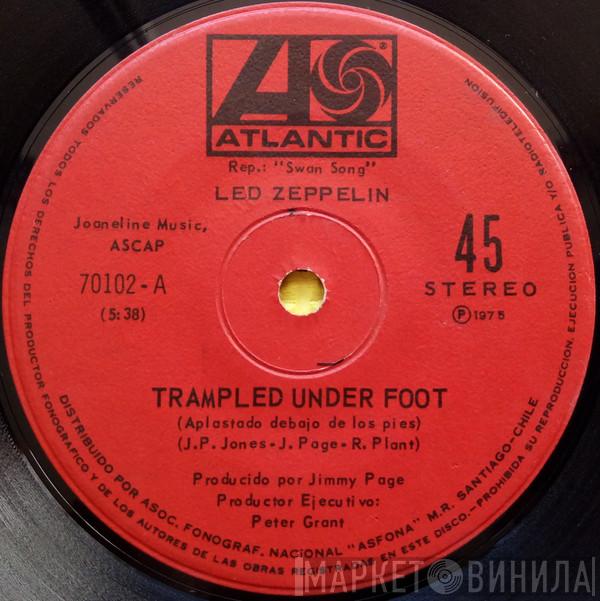 ATLANTIC
®
Rep.: "Swan Song"
LED ZEPPELIN
Joaneline Music,
ASCAP
70102-A
(5:38)
45
STEREO
Ⓟ1975
TRAMPLED UNDER FOOT
(Aplastado debajo de los pies)
(J.P. Jones-J. Page-R. Plant)
Producido por Jimmy Page
Productor Ejecutivo:
Peter Grant
RESERVADOS TODOS LOS DERECHOS DEL PRODUCTOR FONOGRAFICO Y DE LOS AUTORES DE LAS OBRAS REGISTRADAS EN ESTE DISCO.-PROHIBIDA SU REPRODUCCION, EJECUCION PUBLICA Y/O RADIOTELEDIFUSION
DISTRIBUIDO POR ASOC. FONOGRAF. NACIONAL "ASFONA" M.R. SANTIAGO-CHILE
МАРКЕТ ВИНИЛА